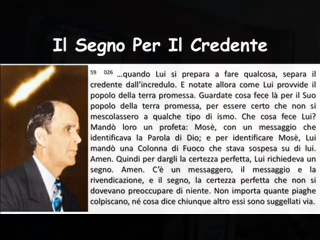 Il Segno Per Il Credente
59 026 ...quando Lui si prepara a fare qualcosa, separa il
credente dall'incredulo. E notate allora come Lui provvide il
popolo della terra promessa. Guardate cosa fece là per il Suo
popolo della terra promessa, per essere certo che non si
mescolassero a qualche tipo di ismo. Che cosa fece Lui?
Mandò loro un profeta: Mosè, con un messaggio che
identificava la Parola di Dio; e per identificare Mosè, Lui
mandò una Colonna di Fuoco che stava sospesa su di lui.
Amen. Quindi per dargli la certezza perfetta, Lui richiedeva un
segno. Amen. C'è un messaggero, il messaggio e la
rivendicazione, e il segno, la certezza perfetta che non si
dovevano preoccupare di niente. Non importa quante piaghe
colpiscano, né cosa dice chiunque altro essi sono suggellati via.